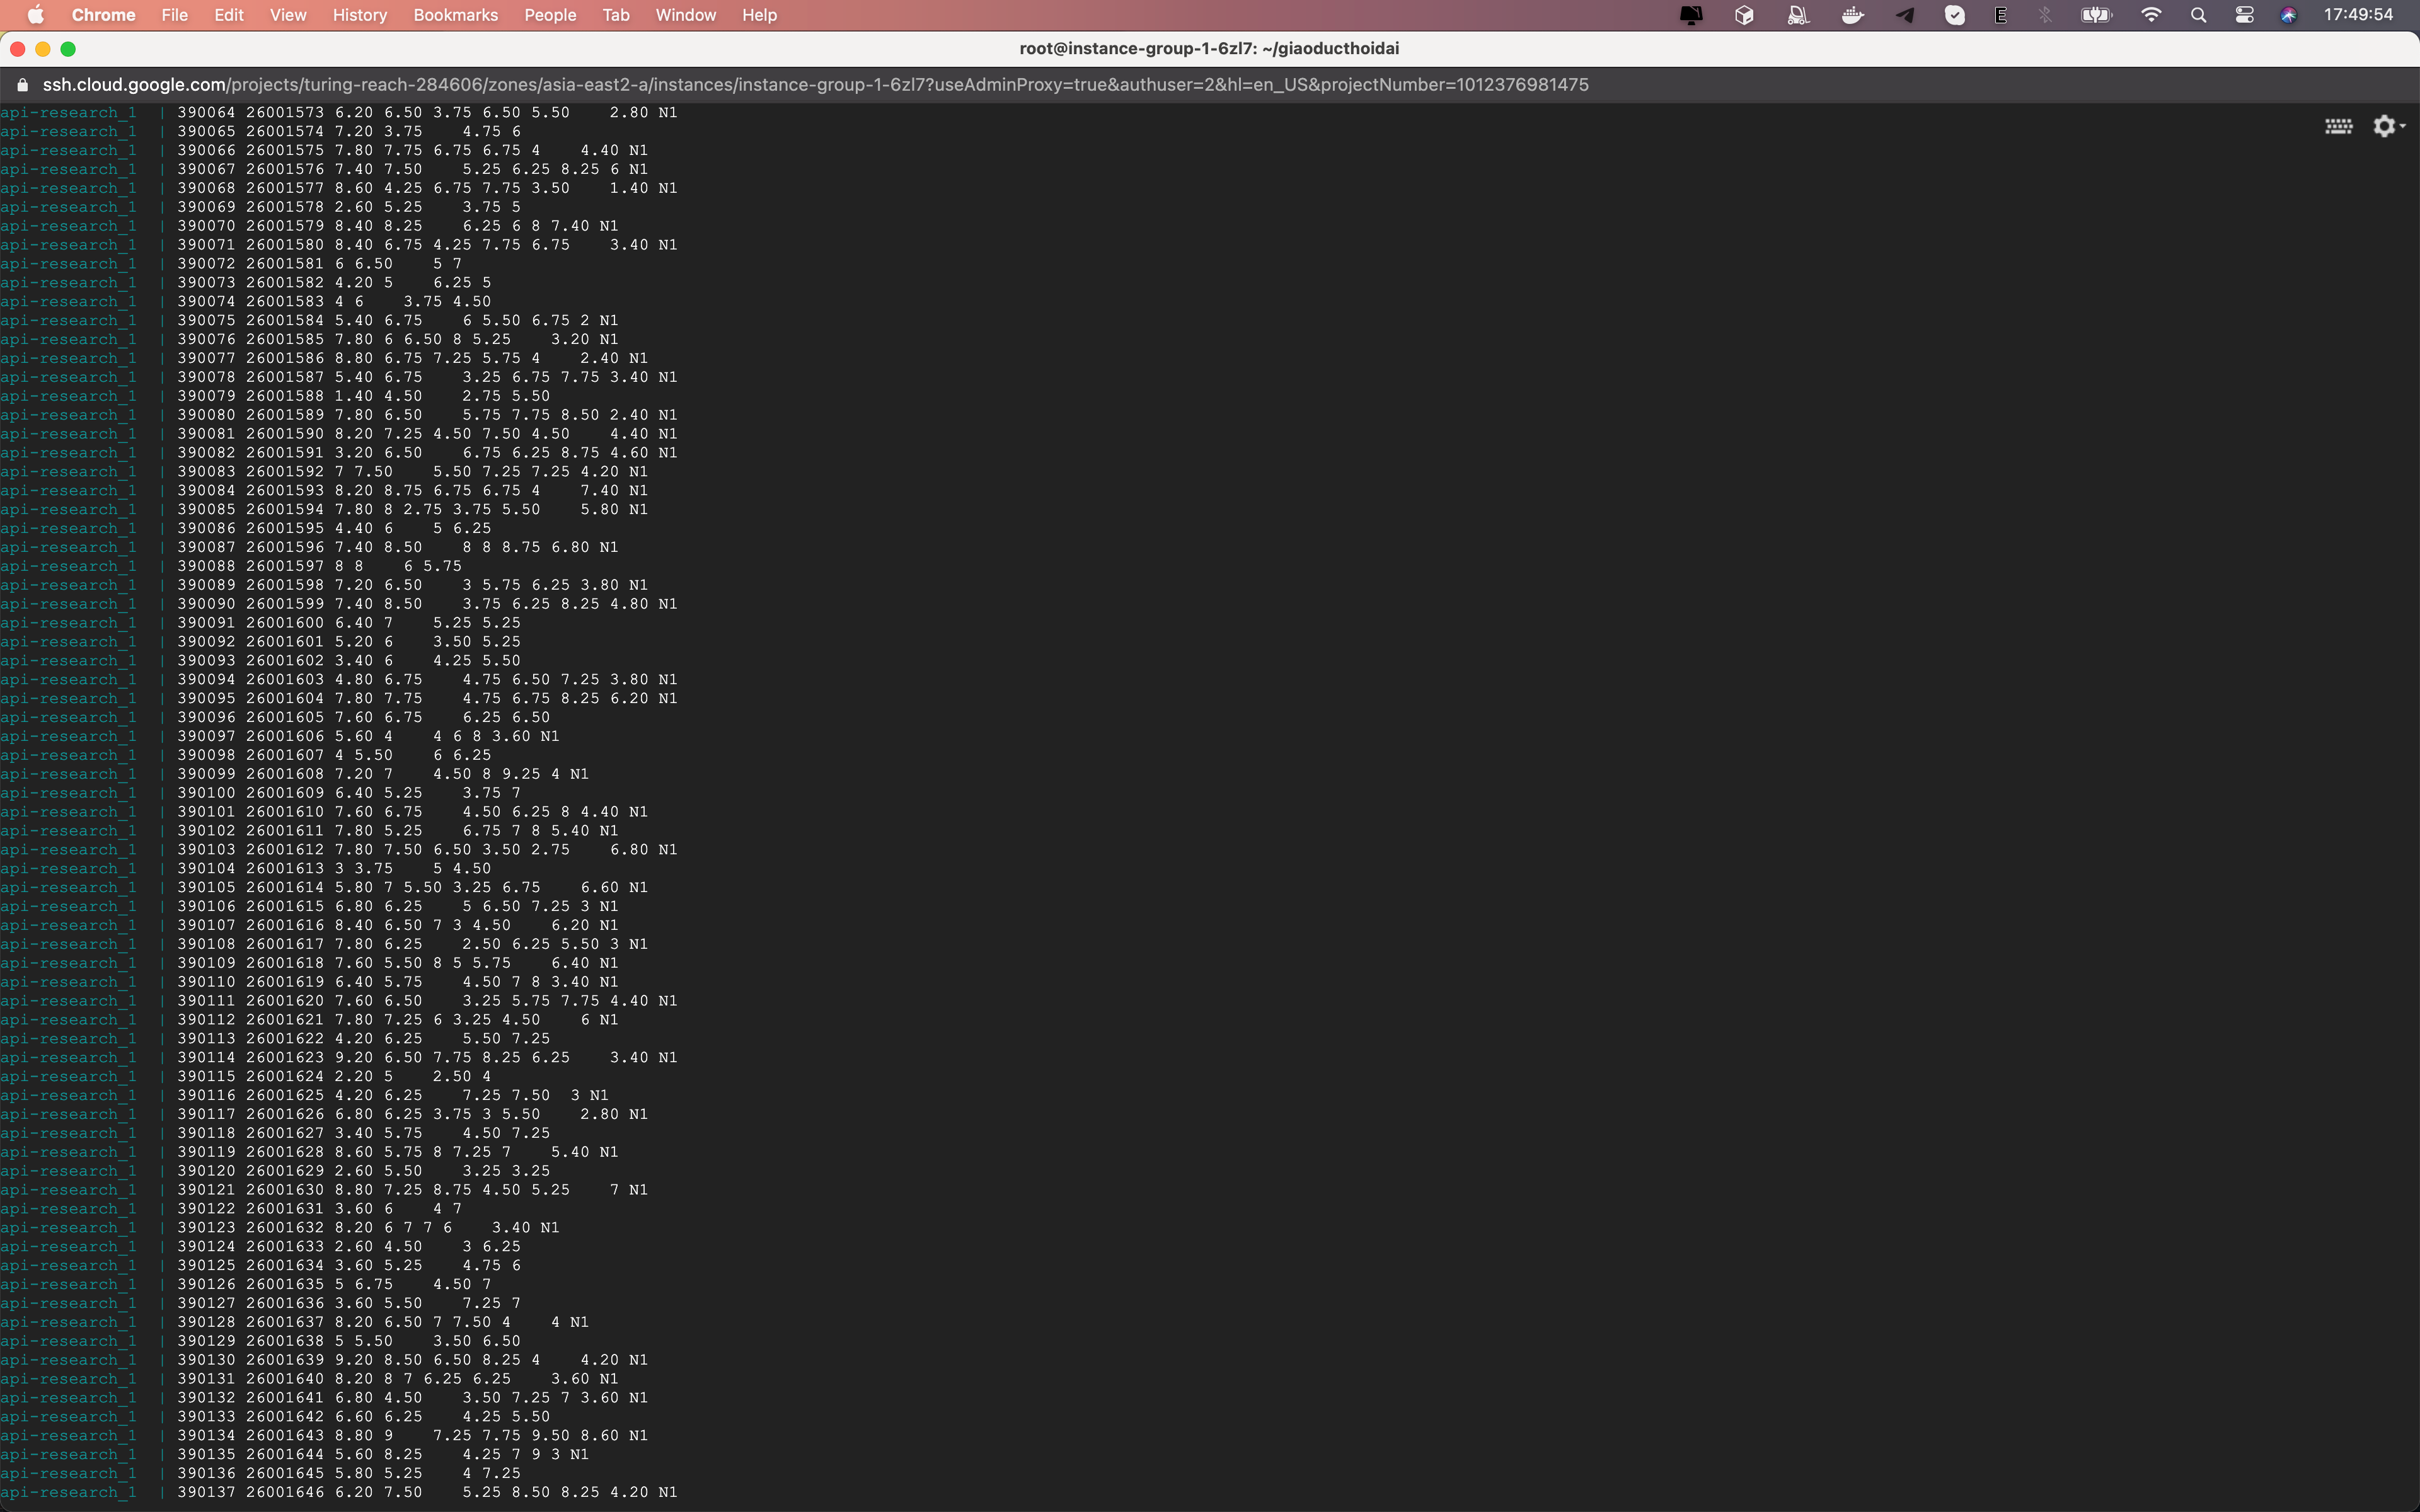 Chrome File Edit View History Bookmarks People Tab Window Help E 17:49:54
root@instance-group-1-6zl7: ~/giaoducthoidai
ssh.cloud.google.com/projects/turing-reach-284606/zones/asia-east2-a/instances/instance-group-1-6zl7?useAdminProxy=true&authuser=2&hl=en_US&projectNumber=1012376981475
api-research_1 | 390064 26001573 6.20 6.50 3.75 6.50 5.50 2.80 N1
api-research_1 | 390065 26001574 7.20 3.75 4.75 6
api-research_1 | 390066 26001575 7.80 7.75 6.75 6.75 4 4.40 N1
api-research_1 | 390067 26001576 7.40 7.50 5.25 6.25 8.25 6 N1
api-research_1 | 390068 26001577 8.60 4.25 6.75 7.75 3.50 1.40 N1
api-research_1 | 390069 26001578 2.60 5.25 3.75 5
api-research_1 | 390070 26001579 8.40 8.25 6.25 6 8 7.40 N1
api-research_1 | 390071 26001580 8.40 6.75 4.25 7.75 6.75 3.40 N1
api-research_1 | 390072 26001581 6 6.50 5 7
api-research_1 | 390073 26001582 4.20 5 6.25 5
api-research_1 | 390074 26001583 4 6 3.75 4.50
api-research_1 | 390075 26001584 5.40 6.75 6 5.50 6.75 2 N1
api-research_1 | 390076 26001585 7.80 6 6.50 8 5.25 3.20 N1
api-research_1 | 390077 26001586 8.80 6.75 7.25 5.75 4 2.40 N1
api-research_1 | 390078 26001587 5.40 6.75 3.25 6.75 7.75 3.40 N1
api-research_1 | 390079 26001588 1.40 4.50 2.75 5.50
api-research_1 | 390080 26001589 7.80 6.50 5.75 7.75 8.50 2.40 N1
api-research_1 | 390081 26001590 8.20 7.25 4.50 7.50 4.50 4.40 N1
api-research_1 | 390082 26001591 3.20 6.50 6.75 6.25 8.75 4.60 N1
api-research_1 | 390083 26001592 7 7.50 5.50 7.25 7.25 4.20 N1
api-research_1 | 390084 26001593 8.20 8.75 6.75 6.75 4 7.40 N1
api-research_1 | 390085 26001594 7.80 8 2.75 3.75 5.50 5.80 N1
api-research_1 | 390086 26001595 4.40 6 5 6.25
api-research_1 | 390087 26001596 7.40 8.50 8 8 8.75 6.80 N1
api-research_1 | 390088 26001597 8 8 6 5.75
api-research_1 | 390089 26001598 7.20 6.50 3 5.75 6.25 3.80 N1
api-research_1 | 390090 26001599 7.40 8.50 3.75 6.25 8.25 4.80 N1
api-research_1 | 390091 26001600 6.40 7 5.25 5.25
api-research_1 | 390092 26001601 5.20 6 3.50 5.25
api-research_1 | 390093 26001602 3.40 6 4.25 5.50
api-research_1 | 390094 26001603 4.80 6.75 4.75 6.50 7.25 3.80 N1
api-research_1 | 390095 26001604 7.80 7.75 4.75 6.75 8.25 6.20 N1
api-research_1 | 390096 26001605 7.60 6.75 6.25 6.50
api-research_1 | 390097 26001606 5.60 4 4 6 8 3.60 N1
api-research_1 | 390098 26001607 4 5.50 6 6.25
api-research_1 | 390099 26001608 7.20 7 4.50 8 9.25 4 N1
api-research_1 | 390100 26001609 6.40 5.25 3.75 7
api-research_1 | 390101 26001610 7.60 6.75 4.50 6.25 8 4.40 N1
api-research_1 | 390102 26001611 7.80 5.25 6.75 7 8 5.40 N1
api-research_1 | 390103 26001612 7.80 7.50 6.50 3.50 2.75 6.80 N1
api-research_1 | 390104 26001613 3 3.75 5 4.50
api-research_1 | 390105 26001614 5.80 7 5.50 3.25 6.75 6.60 N1
api-research_1 | 390106 26001615 6.80 6.25 5 6.50 7.25 3 N1
api-research_1 | 390107 26001616 8.40 6.50 7 3 4.50 6.20 N1
api-research_1 | 390108 26001617 7.80 6.25 2.50 6.25 5.50 3 N1
api-research_1 | 390109 26001618 7.60 5.50 8 5 5.75 6.40 N1
api-research_1 | 390110 26001619 6.40 5.75 4.50 7 8 3.40 N1
api-research_1 | 390111 26001620 7.60 6.50 3.25 5.75 7.75 4.40 N1
api-research_1 | 390112 26001621 7.80 7.25 6 3.25 4.50 6 N1
api-research_1 | 390113 26001622 4.20 6.25 5.50 7.25
api-research_1 | 390114 26001623 9.20 6.50 7.75 8.25 6.25 3.40 N1
api-research_1 | 390115 26001624 2.20 5 2.50 4
api-research_1 | 390116 26001625 4.20 6.25 7.25 7.50 3 N1
api-research_1 | 390117 26001626 6.80 6.25 3.75 3 5.50 2.80 N1
api-research_1 | 390118 26001627 3.40 5.75 4.50 7.25
api-research_1 | 390119 26001628 8.60 5.75 8 7.25 7 5.40 N1
api-research_1 | 390120 26001629 2.60 5.50 3.25 3.25
api-research_1 | 390121 26001630 8.80 7.25 8.75 4.50 5.25 7 N1
api-research_1 | 390122 26001631 3.60 6 4 7
api-research_1 | 390123 26001632 8.20 6 7 7 6 3.40 N1
api-research_1 | 390124 26001633 2.60 4.50 3 6.25
api-research_1 | 390125 26001634 3.60 5.25 4.75 6
api-research_1 | 390126 26001635 5 6.75 4.50 7
api-research_1 | 390127 26001636 3.60 5.50 7.25 7
api-research_1 | 390128 26001637 8.20 6.50 7 7.50 4 4 N1
api-research_1 | 390129 26001638 5 5.50 3.50 6.50
api-research_1 | 390130 26001639 9.20 8.50 6.50 8.25 4 4.20 N1
api-research_1 | 390131 26001640 8.20 8 7 6.25 6.25 3.60 N1
api-research_1 | 390132 26001641 6.80 4.50 3.50 7.25 7 3.60 N1
api-research_1 | 390133 26001642 6.60 6.25 4.25 5.50
api-research_1 | 390134 26001643 8.80 9 7.25 7.75 9.50 8.60 N1
api-research_1 | 390135 26001644 5.60 8.25 4.25 7 9 3 N1
api-research_1 | 390136 26001645 5.80 5.25 4 7.25
api-research_1 | 390137 26001646 6.20 7.50 5.25 8.50 8.25 4.20 N1